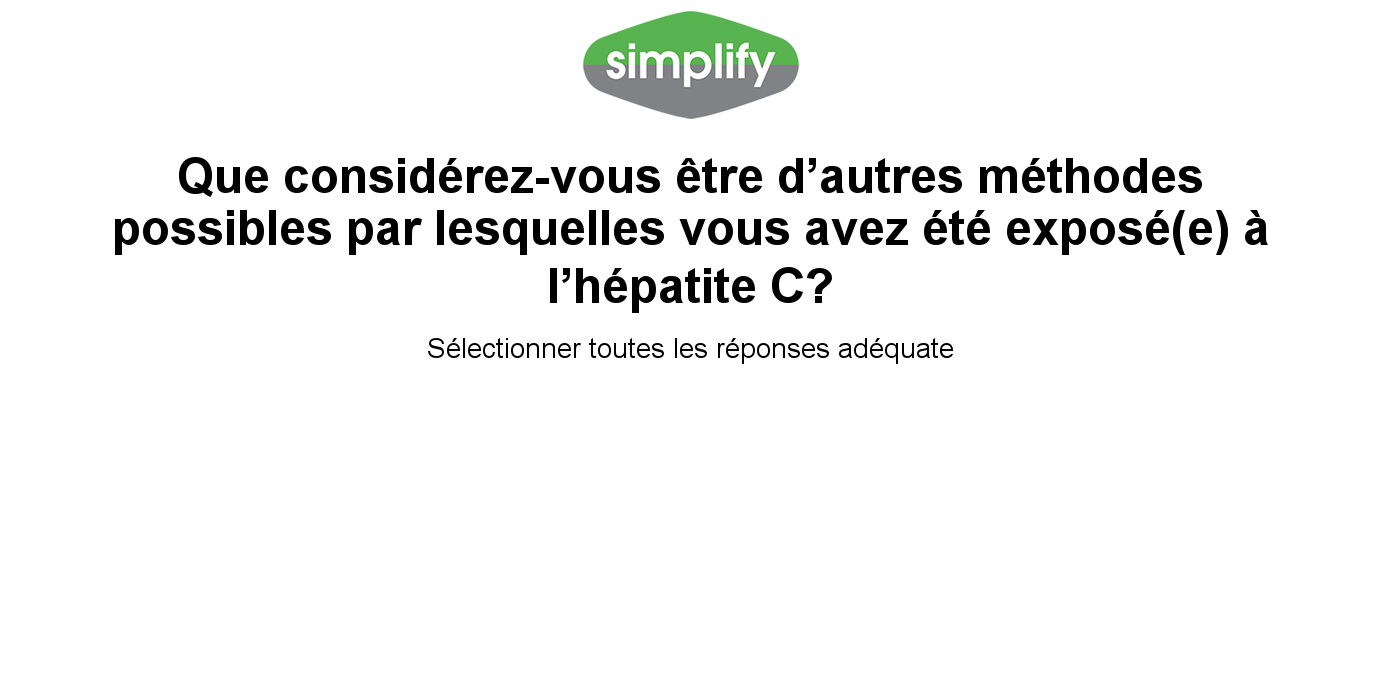 simplify
Que considérez-vous être d’autres méthodes
possibles par lesquelles vous avez été exposé(e) à
l’hépatite C?
Sélectionner toutes les réponses adéquate